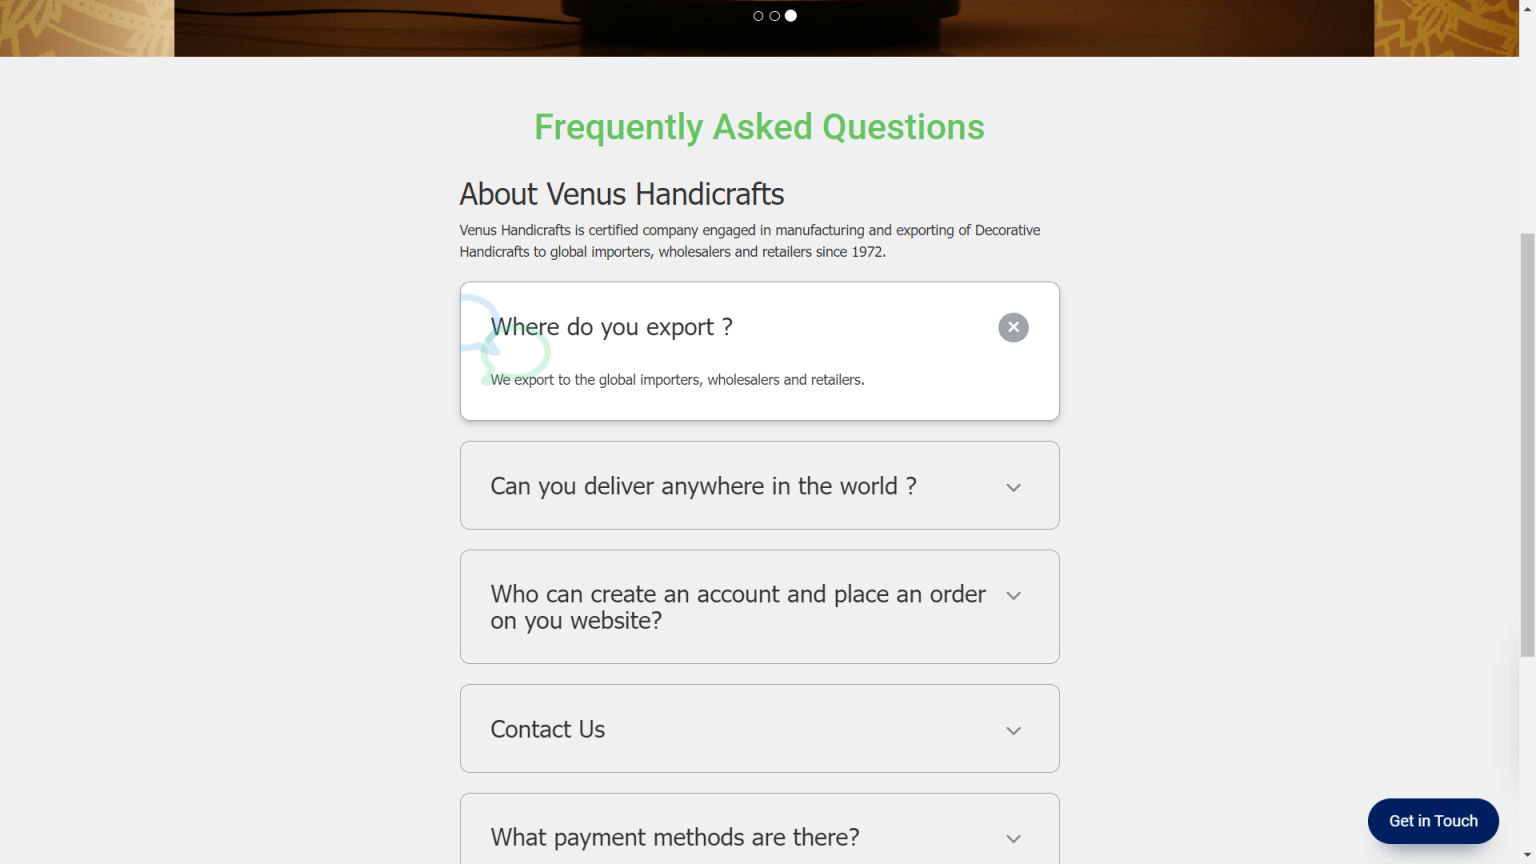 Frequently Asked Questions
About Venus Handicrafts
Venus Handicrafts is certified company engaged in manufacturing and exporting of Decorative
Handicrafts to global importers, wholesalers and retailers since 1972.
Where do you export ?
We export to the global importers, wholesalers and retailers.
Can you deliver anywhere in the world ?
Who can create an account and place an order
on you website?
Contact Us
What payment methods are there?
Get in Touch